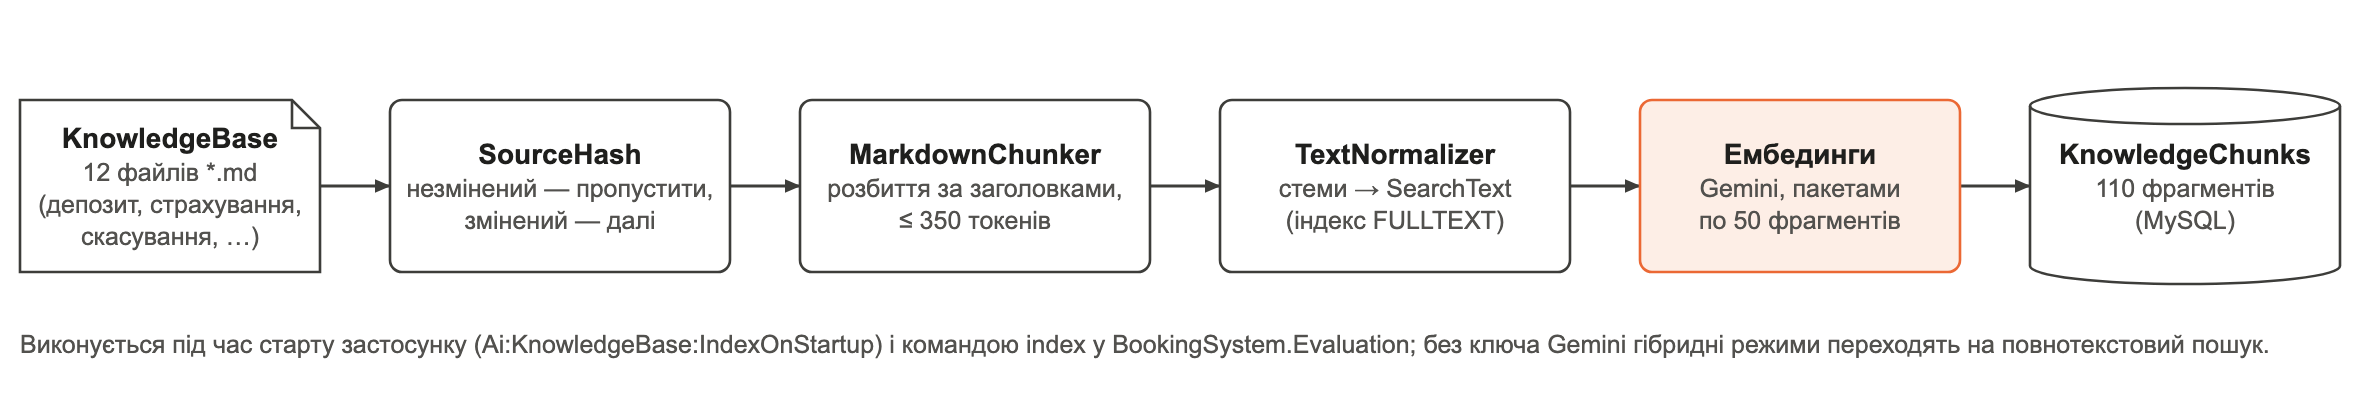 KnowledgeBase
12 файлів *.md
(депозит, страхування,
скасування, …)
SourceHash
незмінений — пропустити,
змінений — далі
MarkdownChunker
розбиття за заголовками,
≤ 350 токенів
TextNormalizer
стеми → SearchText
(індекс FULLTEXT)
Ембединги
Gemini, пакетами
по 50 фрагментів
KnowledgeChunks
110 фрагментів
(MySQL)
Виконується під час старту застосунку (Ai:KnowledgeBase:IndexOnStartup) і командою index у BookingSystem.Evaluation; без ключа Gemini гібридні режими переходять на повнотекстовий пошук.